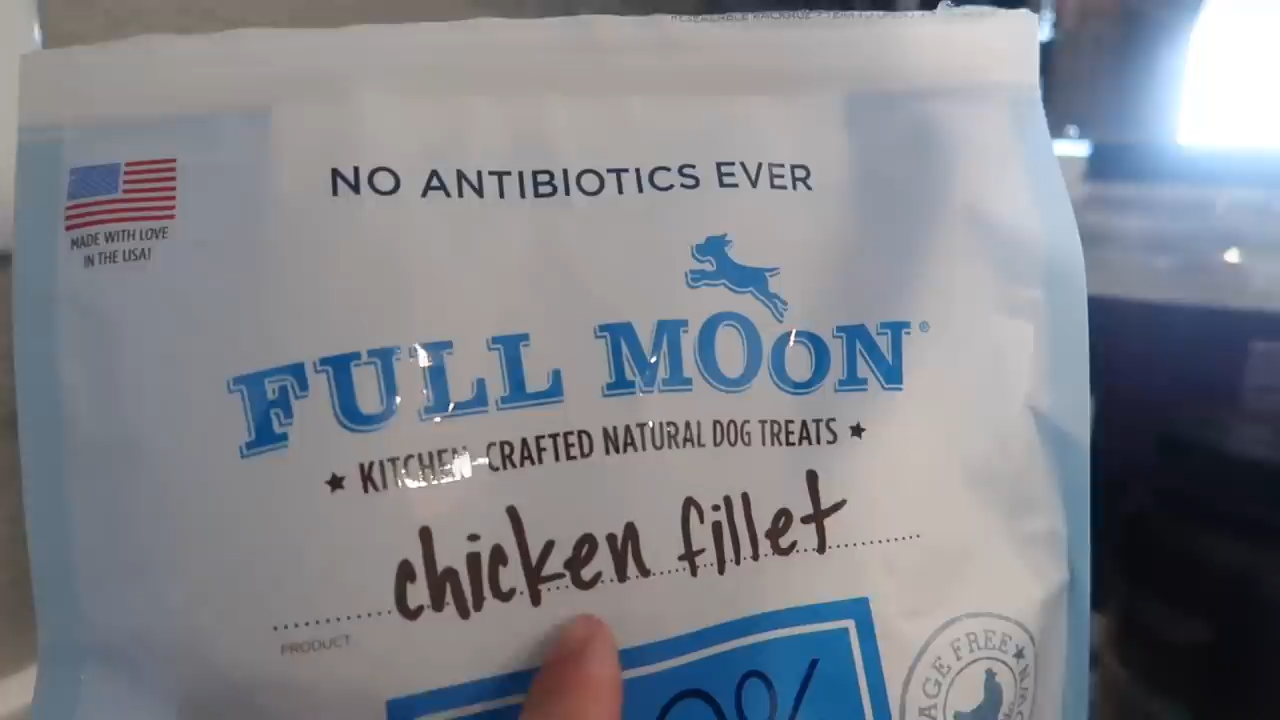 NO ANTIBIOTICS EVER
MADE WITH LOVE
IN THE USA!
FULL MOON®
★ KITCHEN-CRAFTED NATURAL DOG TREATS ★
chicken fillet
PRODUCT
0%
FREE★